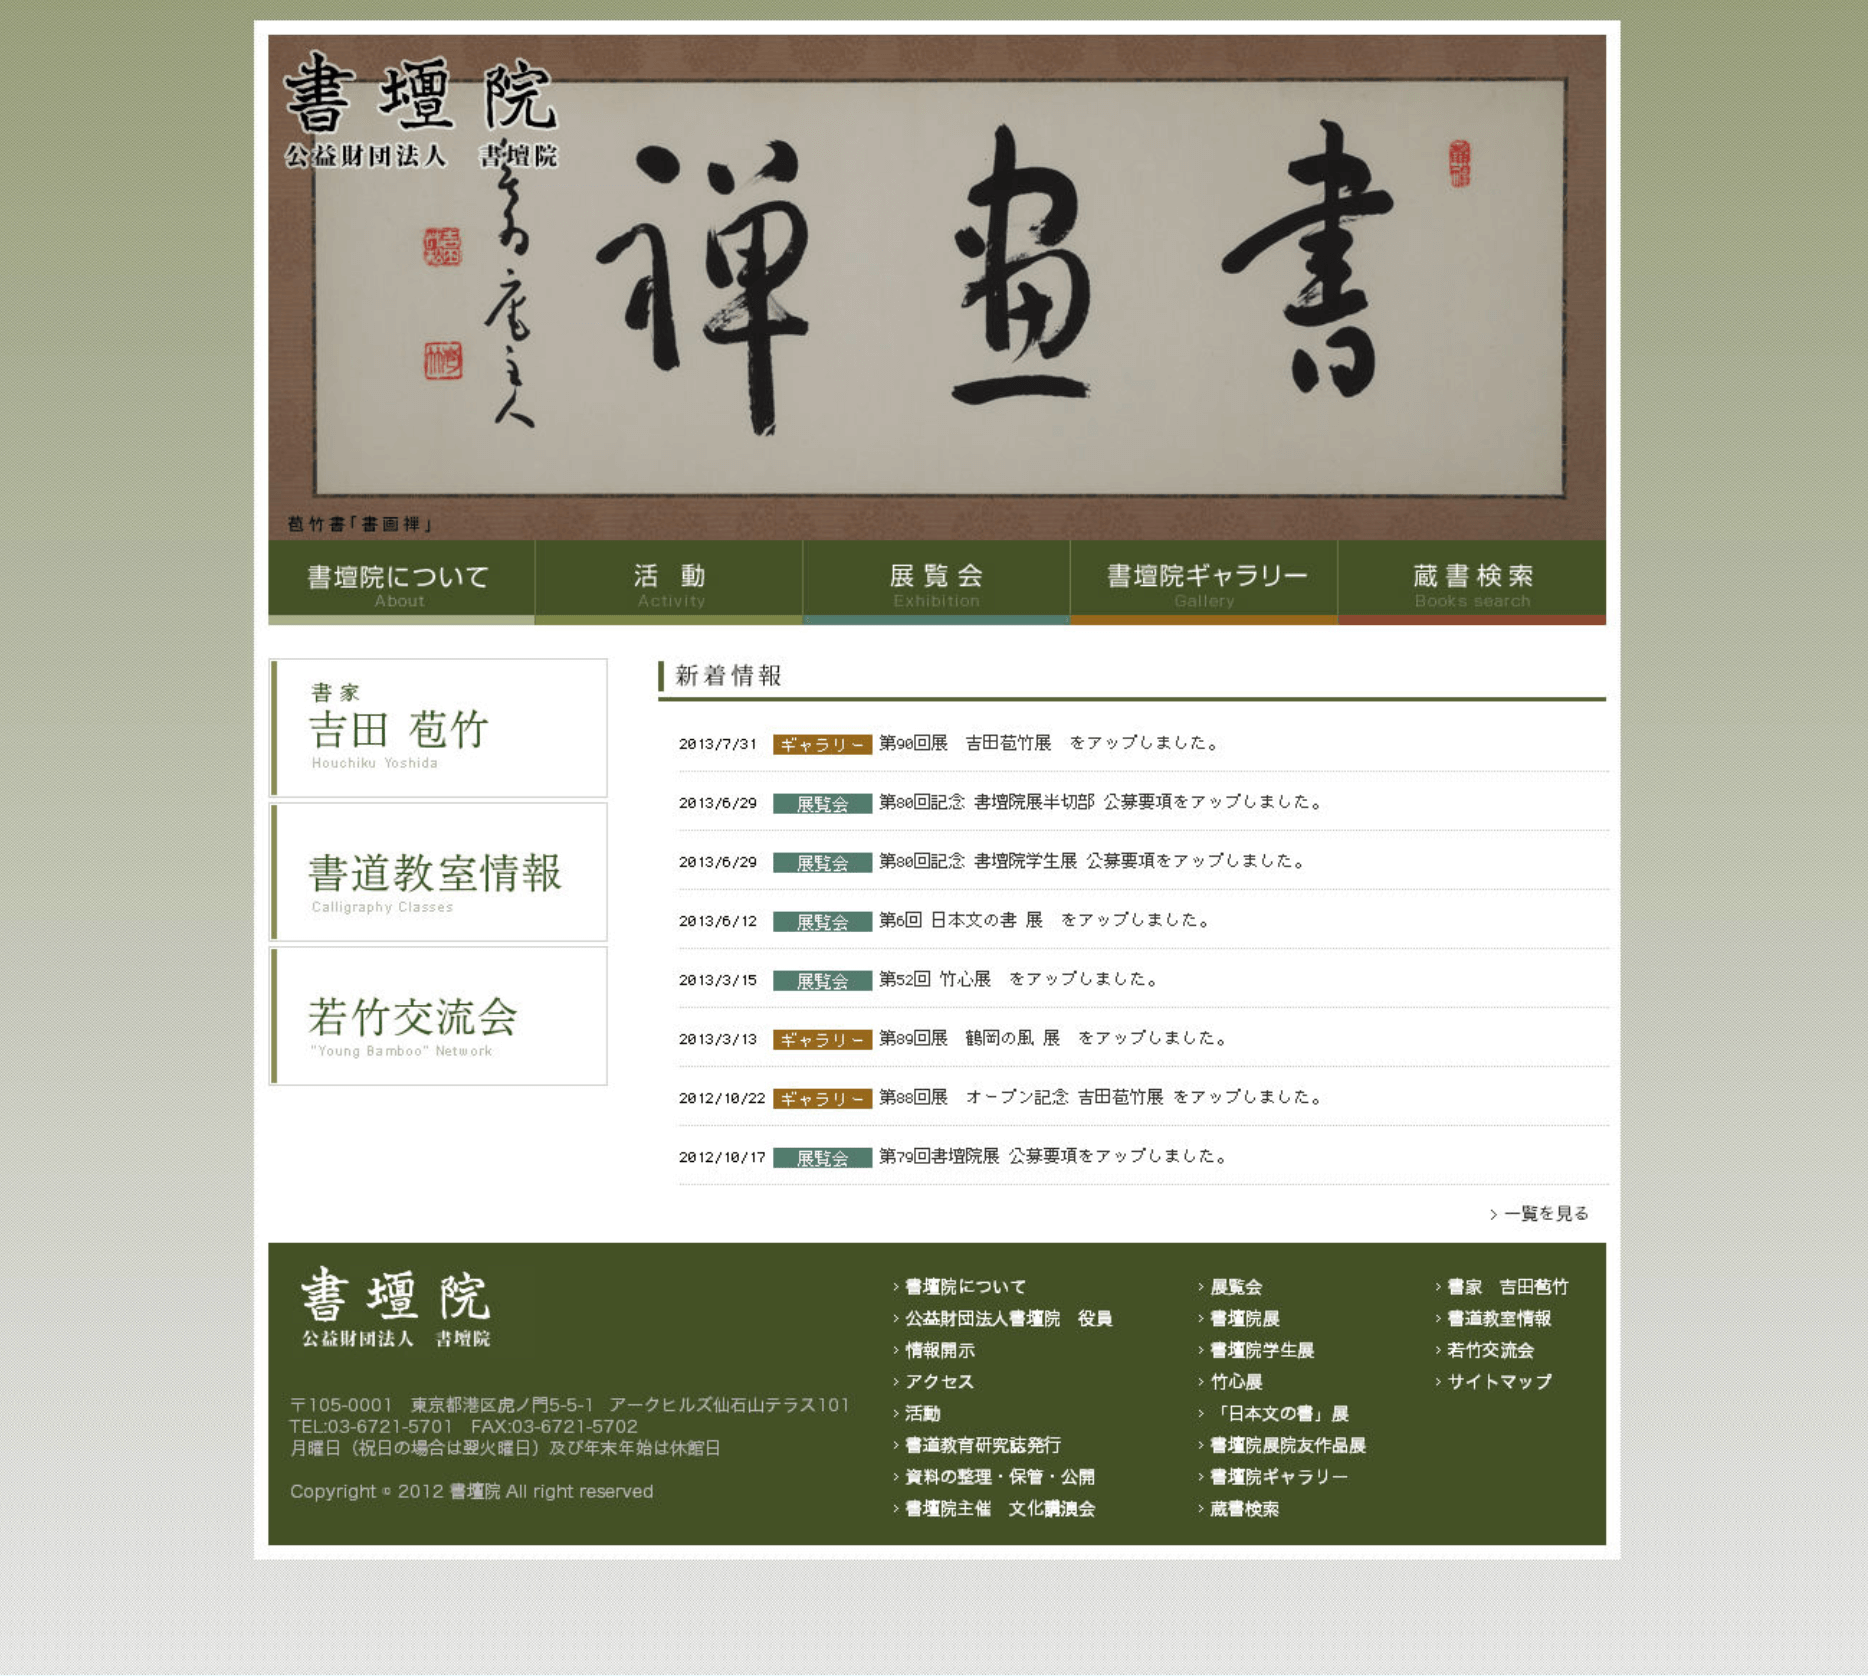 書壇院
公益財団法人　書壇院
書画禅
苞竹書「書画禅」
書壇院について
About
活動
Activity
展覧会
Exhibition
書壇院ギャラリー
Gallery
蔵書検索
Books search
書家
吉田 苞竹
Houchiku Yoshida
書道教室情報
Calligraphy Classes
若竹交流会
"Young Bamboo" Network
新着情報
2013/7/31 ギャラリー 第90回展　吉田苞竹展　をアップしました。
2013/6/29 展覧会 第80回記念 書壇院展半切部 公募要項をアップしました。
2013/6/29 展覧会 第80回記念 書壇院学生展 公募要項をアップしました。
2013/6/12 展覧会 第6回 日本文の書 展　をアップしました。
2013/3/15 展覧会 第52回 竹心展　をアップしました。
2013/3/13 ギャラリー 第89回展　鶴岡の風 展　をアップしました。
2012/10/22 ギャラリー 第88回展　オープン記念 吉田苞竹展 をアップしました。
2012/10/17 展覧会 第79回書壇院展 公募要項をアップしました。
一覧を見る
書壇院
公益財団法人　書壇院
〒105-0001　東京都港区虎ノ門5-5-1　アークヒルズ仙石山テラス101
TEL:03-6721-5701　FAX:03-6721-5702
月曜日（祝日の場合は翌火曜日）及び年末年始は休館日
Copyright © 2012 書壇院 All right reserved
書壇院について
公益財団法人書壇院　役員
情報開示
アクセス
活動
書道教育研究誌発行
資料の整理・保管・公開
書壇院主催　文化講演会
展覧会
書壇院展
書壇院学生展
竹心展
「日本文の書」展
書壇院展院友作品展
書壇院ギャラリー
蔵書検索
書家　吉田苞竹
書道教室情報
若竹交流会
サイトマップ